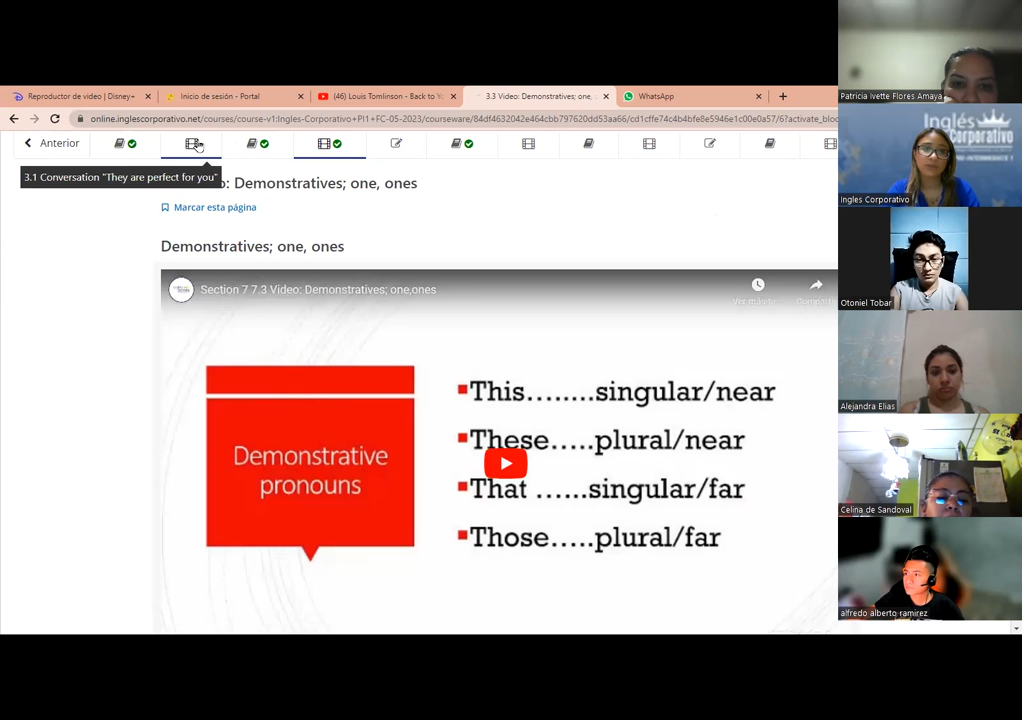 Reproductor de video | Disney+
Inicio de sesión - Portal
(46) Louis Tomlinson - Back to Yo
3.3 Video: Demonstratives; one,
WhatsApp
online.inglescorporativo.net/courses/course-v1:Ingles-Corporativo+PI1+FC-05-2023/courseware/84df4632042e464cbb797620dd53aa66/cd1cffe74c4b4bfe8e5946e1c00e0a57/6?activate_bloc
Anterior
3.1 Conversation "They are perfect for you"
o: Demonstratives; one, ones
Marcar esta página
Demonstratives; one, ones
Section 7 7.3 Video: Demonstratives; one,ones
Ver más
Comparti
Demonstrative
pronouns
This.........singular/near
These.....plural/near
That ......singular/far
Those.....plural/far
Patricia Ivette Flores Amaya
Inglés
Corporativo
Ingles Corporativo
Otoniel Tobar
Alejandra Elias
Celina de Sandoval
alfredo alberto ramirez